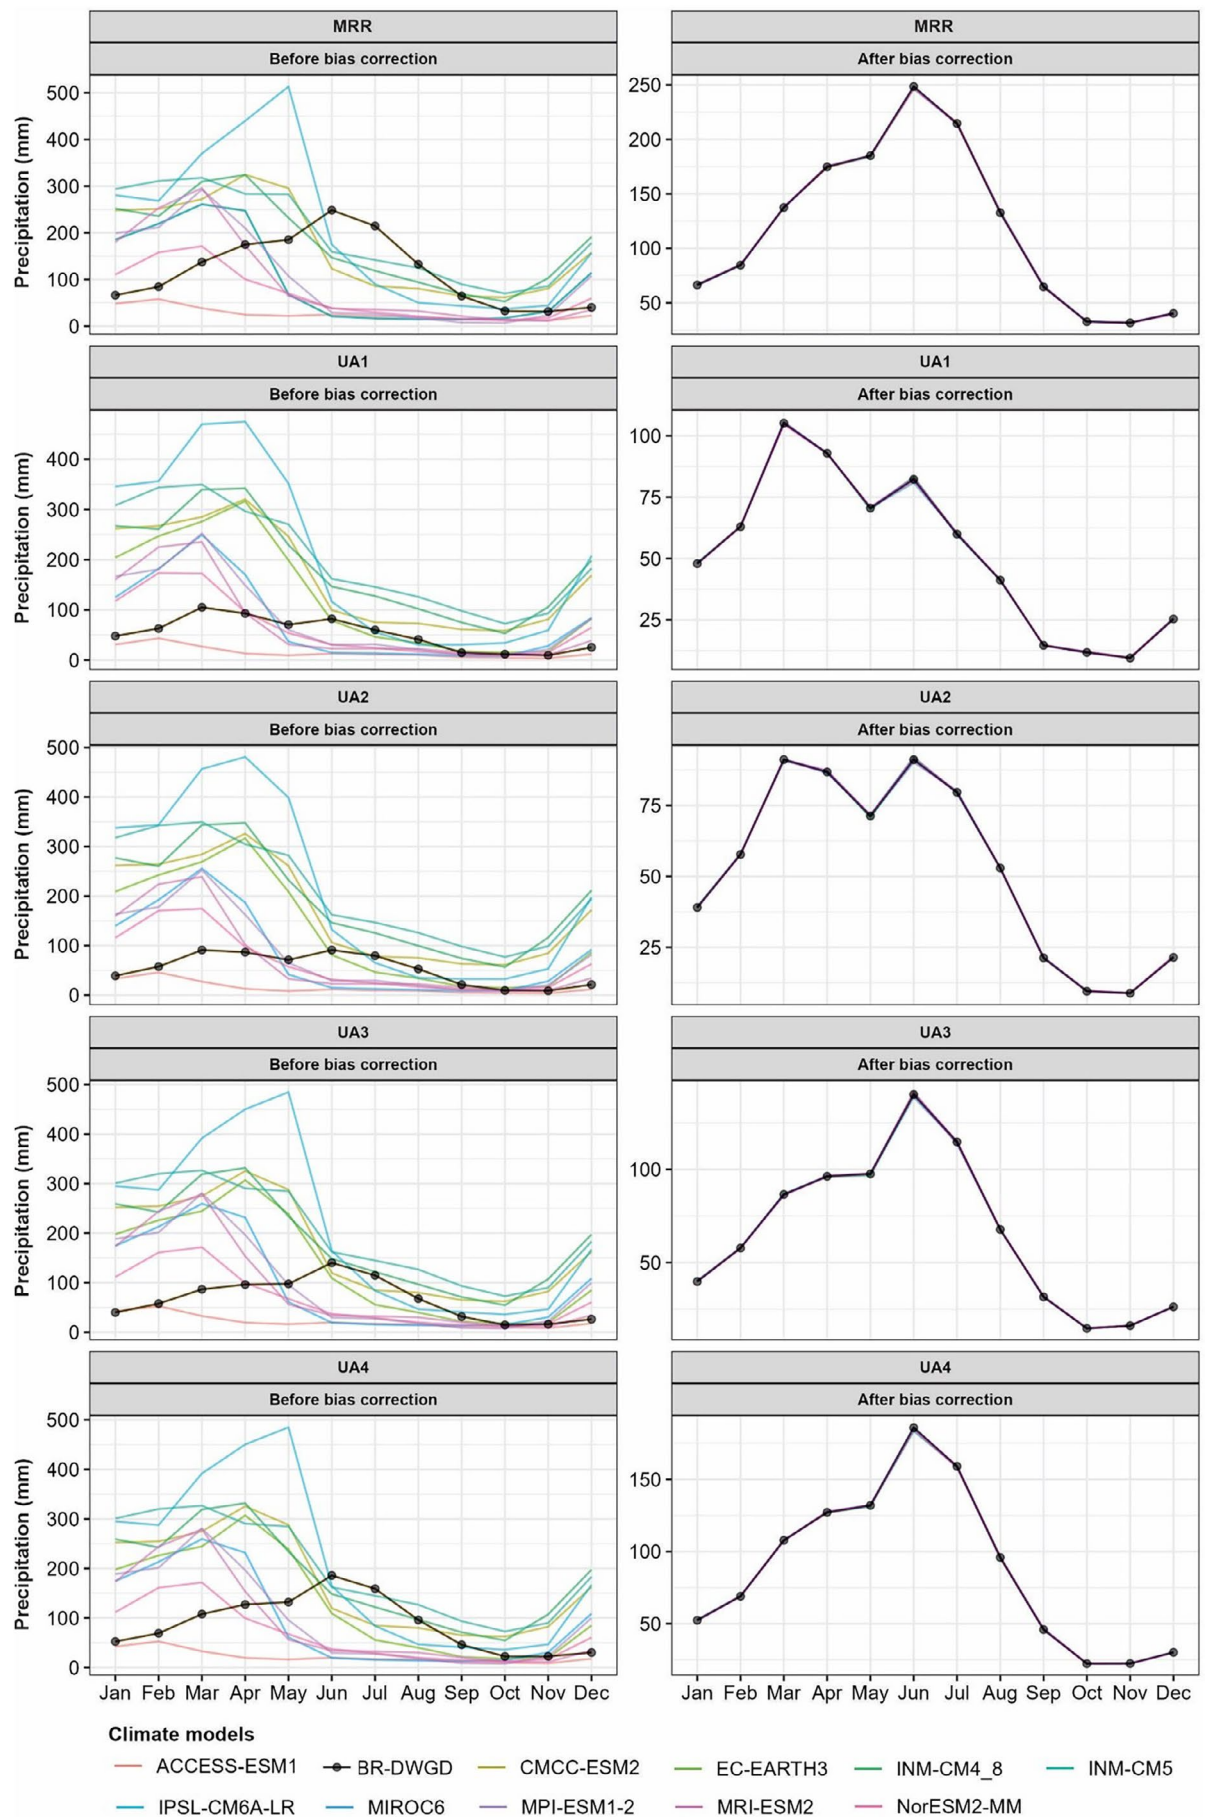 MRR
Before bias correction
MRR
After bias correction
Precipitation (mm)
500
400
300
200
100
0
250
200
150
100
50
UA1
Before bias correction
UA1
After bias correction
Precipitation (mm)
400
300
200
100
0
100
75
50
25
UA2
Before bias correction
UA2
After bias correction
Precipitation (mm)
500
400
300
200
100
0
75
50
25
UA3
Before bias correction
UA3
After bias correction
Precipitation (mm)
500
400
300
200
100
0
100
50
UA4
Before bias correction
UA4
After bias correction
Precipitation (mm)
500
400
300
200
100
0
150
100
50
Jan Feb Mar Apr May Jun Jul Aug Sep Oct Nov Dec
Jan Feb Mar Apr May Jun Jul Aug Sep Oct Nov Dec
Climate models
ACCESS-ESM1 BR-DWGD CMCC-ESM2 EC-EARTH3 INM-CM4_8 INM-CM5
IPSL-CM6A-LR MIROC6 MPI-ESM1-2 MRI-ESM2 NorESM2-MM